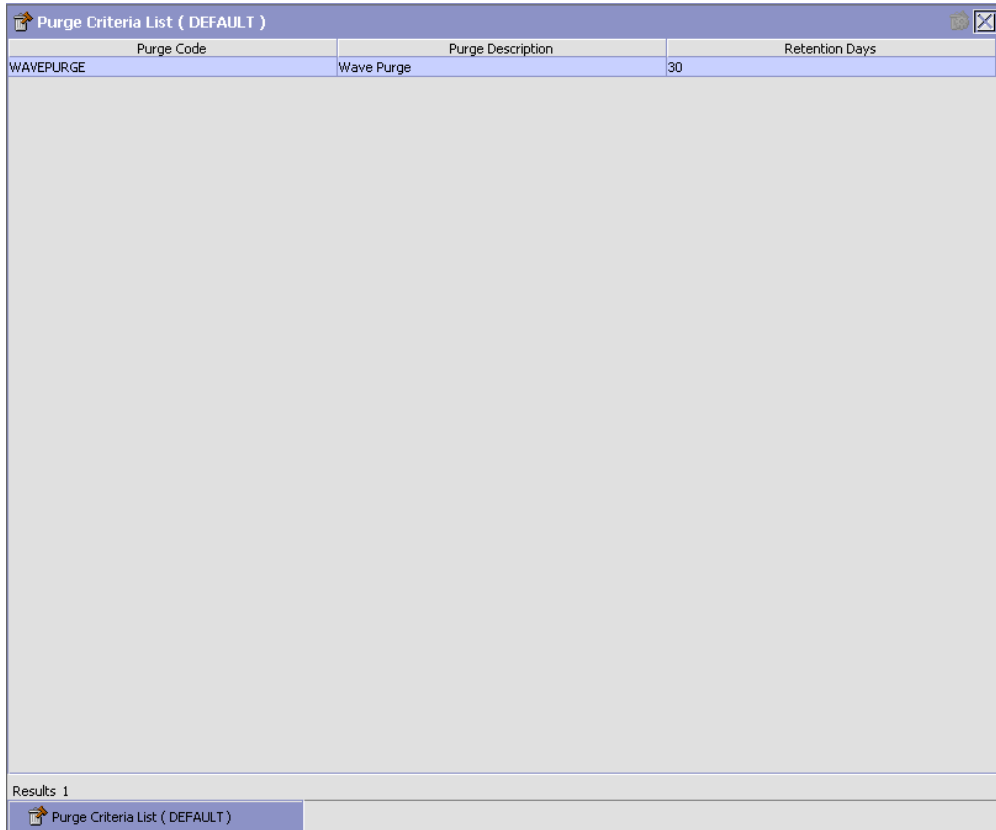 Purge Criteria List ( DEFAULT )
Purge Code Purge Description Retention Days
WAVEPURGE Wave Purge 30
Results 1
Purge Criteria List ( DEFAULT )